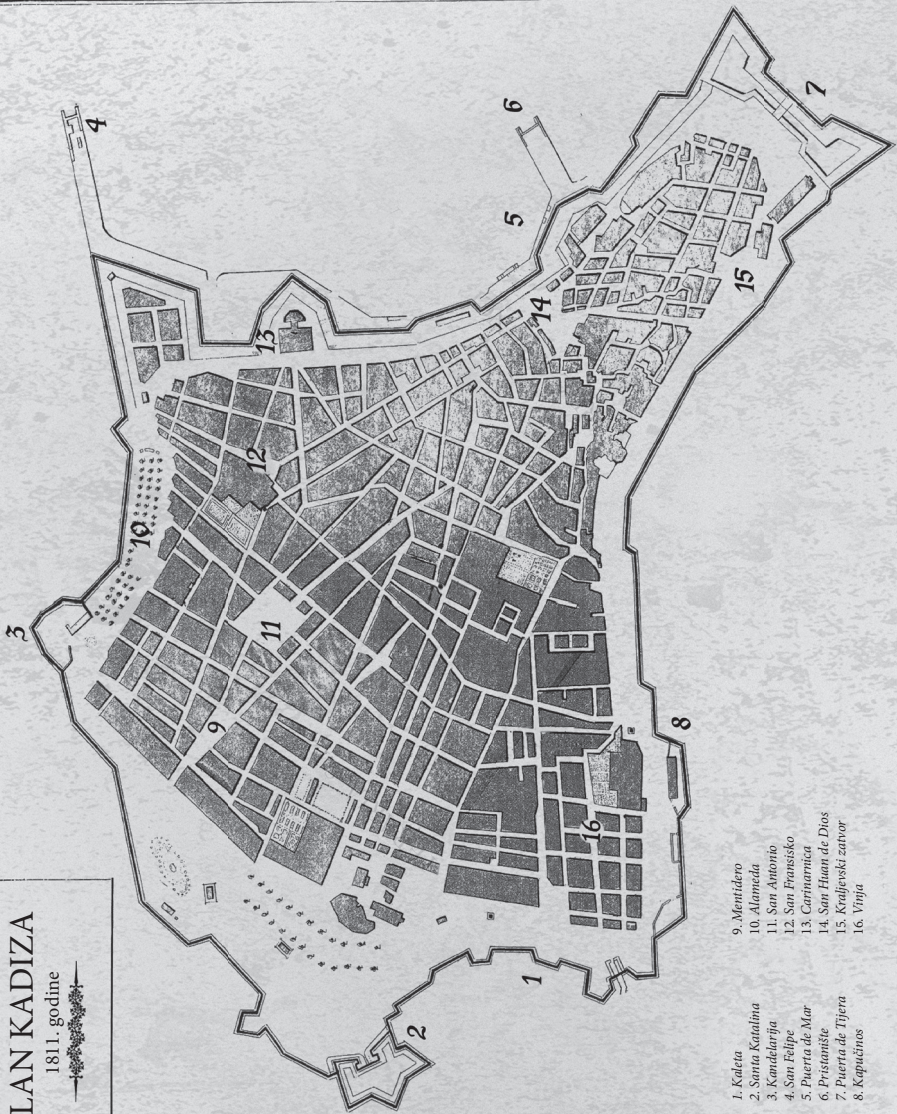 LAN KADIZA
1811. godine
1. Kaleta
2. Santa Katalina
3. Kandelarija
4. San Felipe
5. Puerta de Mar
6. Pristanište
7. Puerta de Tijera
8. Kapučinos
9. Mentidero
10. Alameda
11. San Antonio
12. San Fransisko
13. Carinarnica
14. San Huan de Dios
15. Kraljevski zatvor
16. Vinja
3
10
4
13
12
11
9
6
5
14
7
15
2
1
16
8